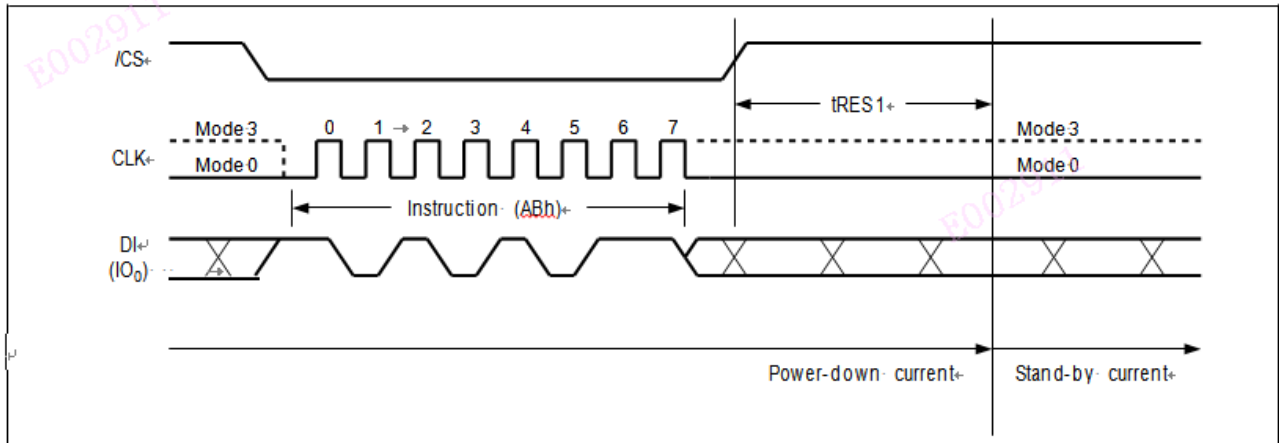 E002911
/CS
tRES1
Mode 3 0 1 2 3 4 5 6 7 Mode 3
CLK
Mode 0 Mode 0
E002911
Instruction (ABh)
DI
(IO0)
Power-down current Stand-by current